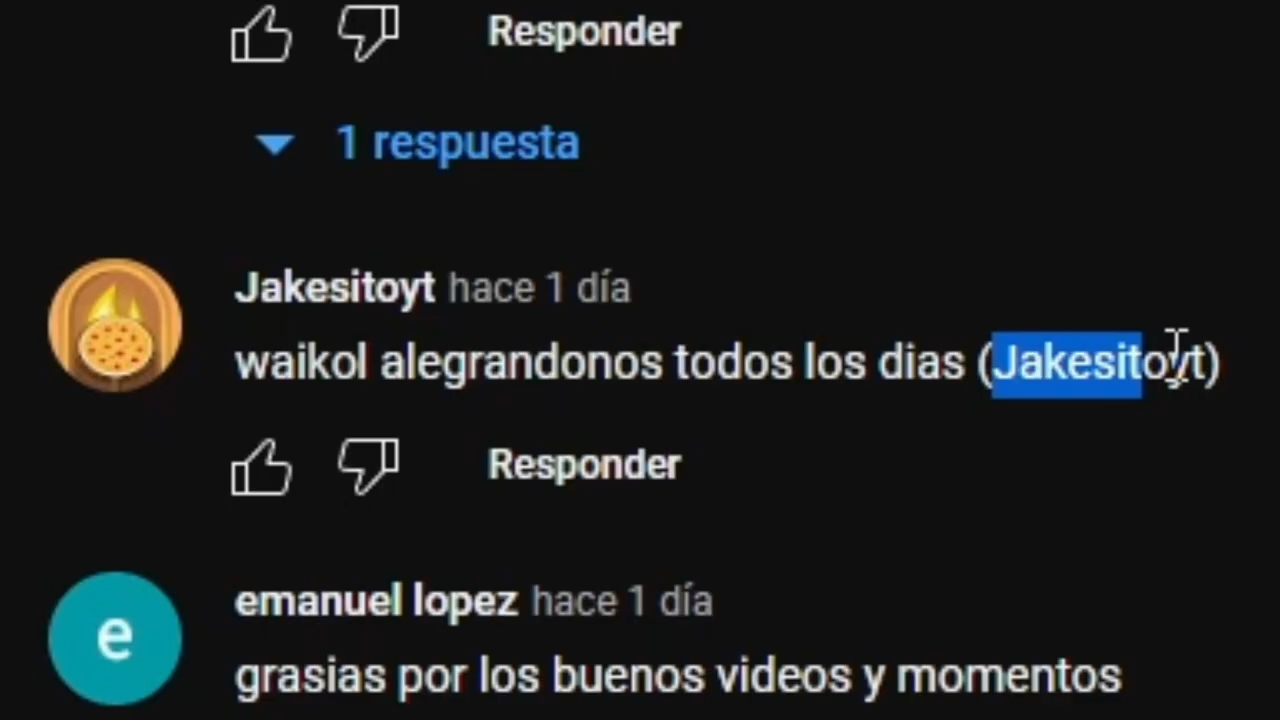 Responder
1 respuesta
Jakesitoyt hace 1 día
waikol alegrandonos todos los dias (Jakesitoyt)
Responder
e
emanuel lopez hace 1 día
grasias por los buenos videos y momentos